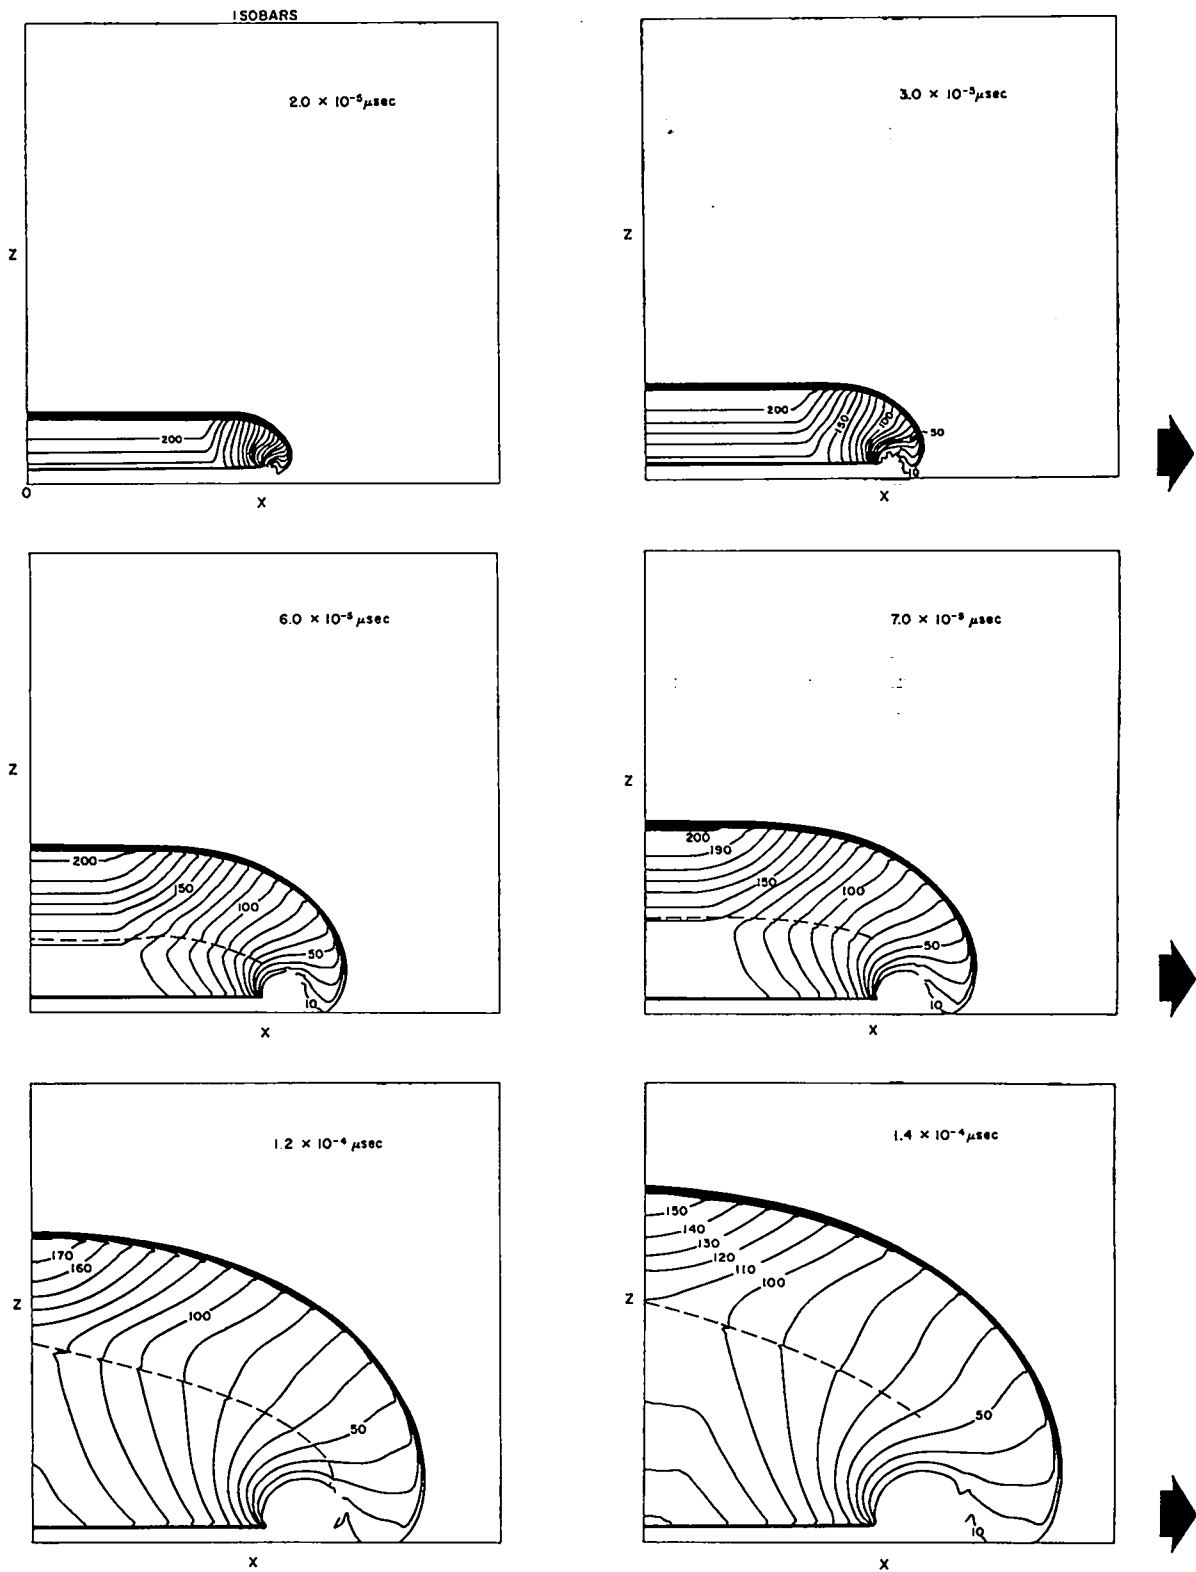 ISOBARS
2.0 × 10⁻⁵ μsec
Z
200
0
X
3.0 × 10⁻⁵ μsec
Z
200
150
100
50
10
X
6.0 × 10⁻⁵ μsec
Z
200
150
100
50
10
X
7.0 × 10⁻⁵ μsec
Z
200
190
150
100
50
10
X
1.2 × 10⁻⁴ μsec
Z
170
160
100
50
X
1.4 × 10⁻⁴ μsec
Z
150
140
130
120
110
100
50
10
X